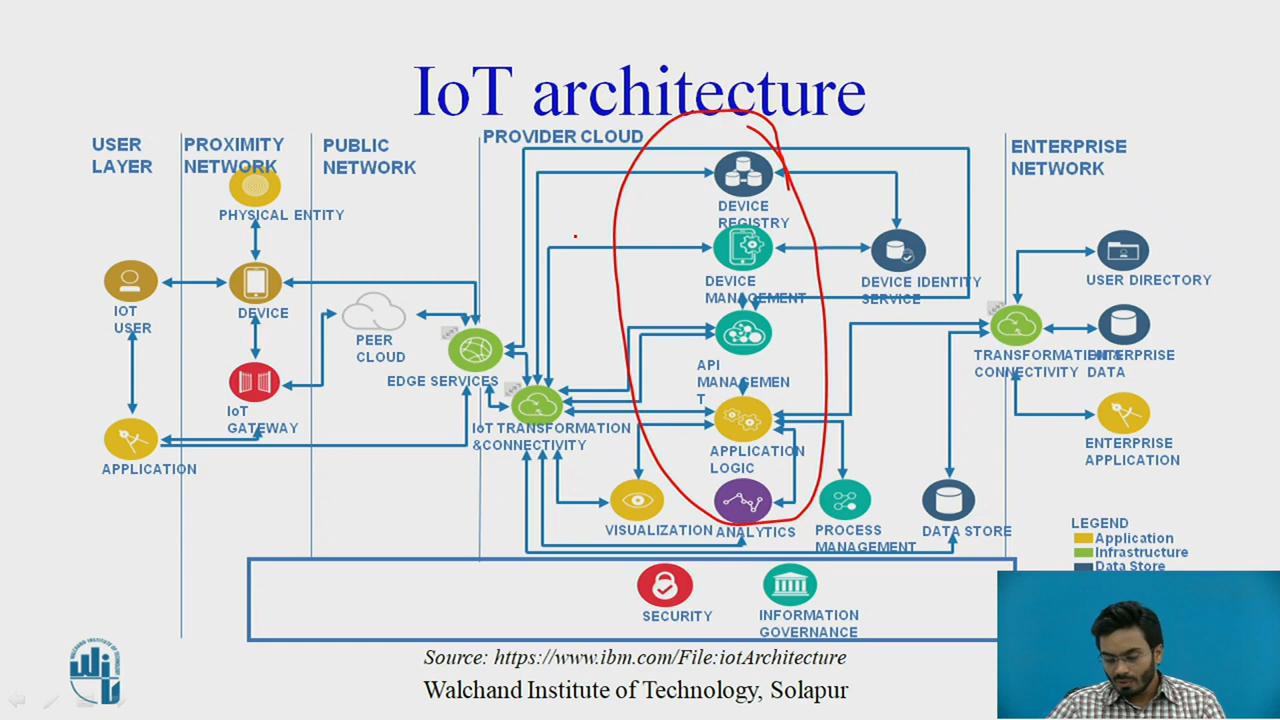 IoT architecture
USER
LAYER
PROXIMITY
NETWORK
PUBLIC
NETWORK
PROVIDER CLOUD
ENTERPRISE
NETWORK
PHYSICAL ENTITY
DEVICE
REGISTRY
IOT
USER
DEVICE
DEVICE
MANAGEMENT
DEVICE IDENTITY
SERVICE
USER DIRECTORY
PEER
CLOUD
EDGE SERVICES
API
MANAGEMEN
T
TRANSFORMATION &
CONNECTIVITY
ENTERPRISE
DATA
IoT
GATEWAY
IoT TRANSFORMATION
&CONNECTIVITY
APPLICATION
LOGIC
ENTERPRISE
APPLICATION
APPLICATION
VISUALIZATION
ANALYTICS
PROCESS
MANAGEMENT
DATA STORE
LEGEND
Application
Infrastructure
Data Store
SECURITY
INFORMATION
GOVERNANCE
Source: https://www.ibm.com/File:iotArchitecture
Walchand Institute of Technology, Solapur